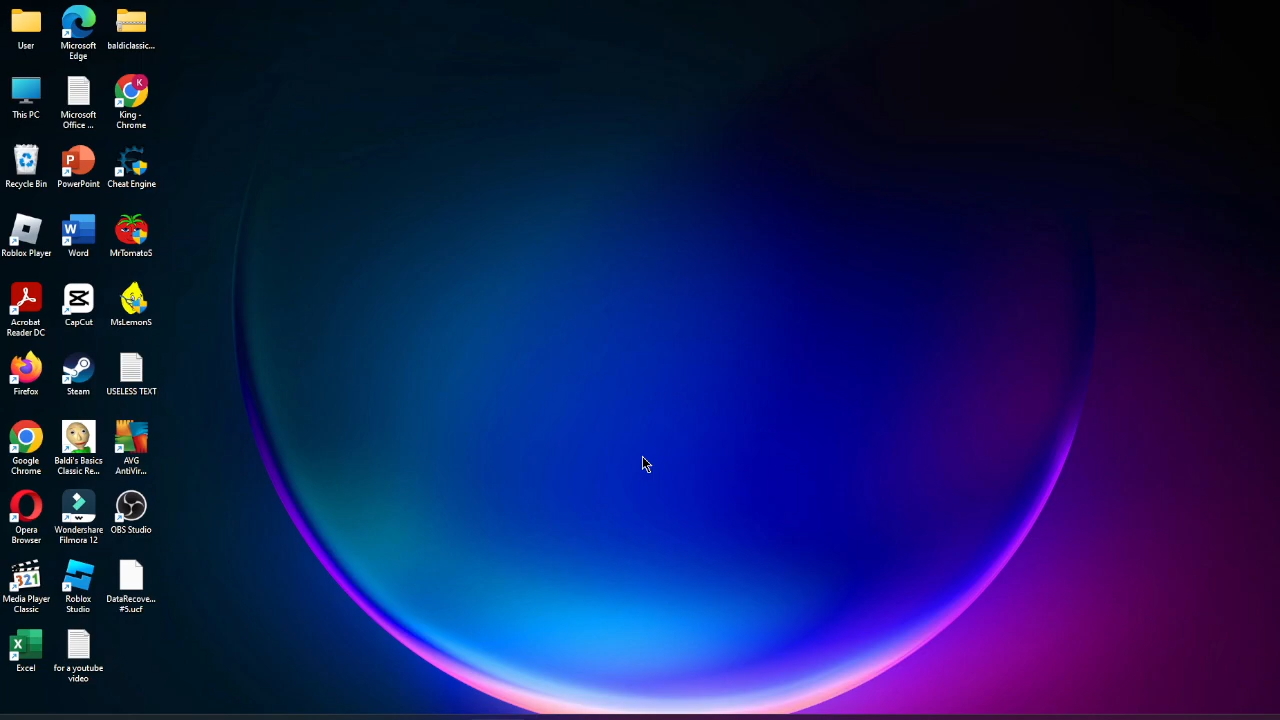 User
Microsoft
Edge
baldiclassic...
This PC
Microsoft
Office ...
King -
Chrome
K
Recycle Bin
PowerPoint
Cheat Engine
Roblox Player
Word
MrTomatoS
Acrobat
Reader DC
CapCut
MsLemonS
Firefox
Steam
USELESS TEXT
Google
Chrome
Baldi's Basics
Classic Re...
AVG
AntiVir...
Opera
Browser
Wondershare
Filmora 12
OBS Studio
321
Media Player
Classic
Roblox
Studio
DataRecove...
#5.ucf
Excel
for a youtube
video